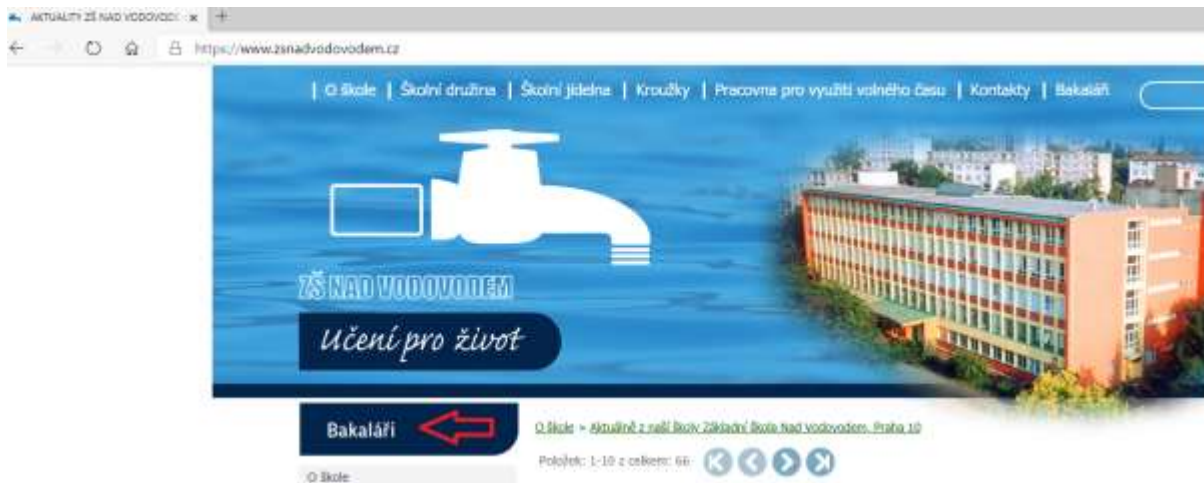 AKTUALITY ZŠ NAD VODOVODE
https://www.zsnadvodovodem.cz
| O škole | Školní družina | Školní jídelna | Kroužky | Pracovna pro využití volného času | Kontakty | Bakaláři
ZŠ NAD VODOVODEM
Učení pro život
Bakaláři
O škole » Aktuálně z naší školy Základní škola Nad Vodovodem, Praha 10
Položek: 1-10 z celkem: 66
O škole